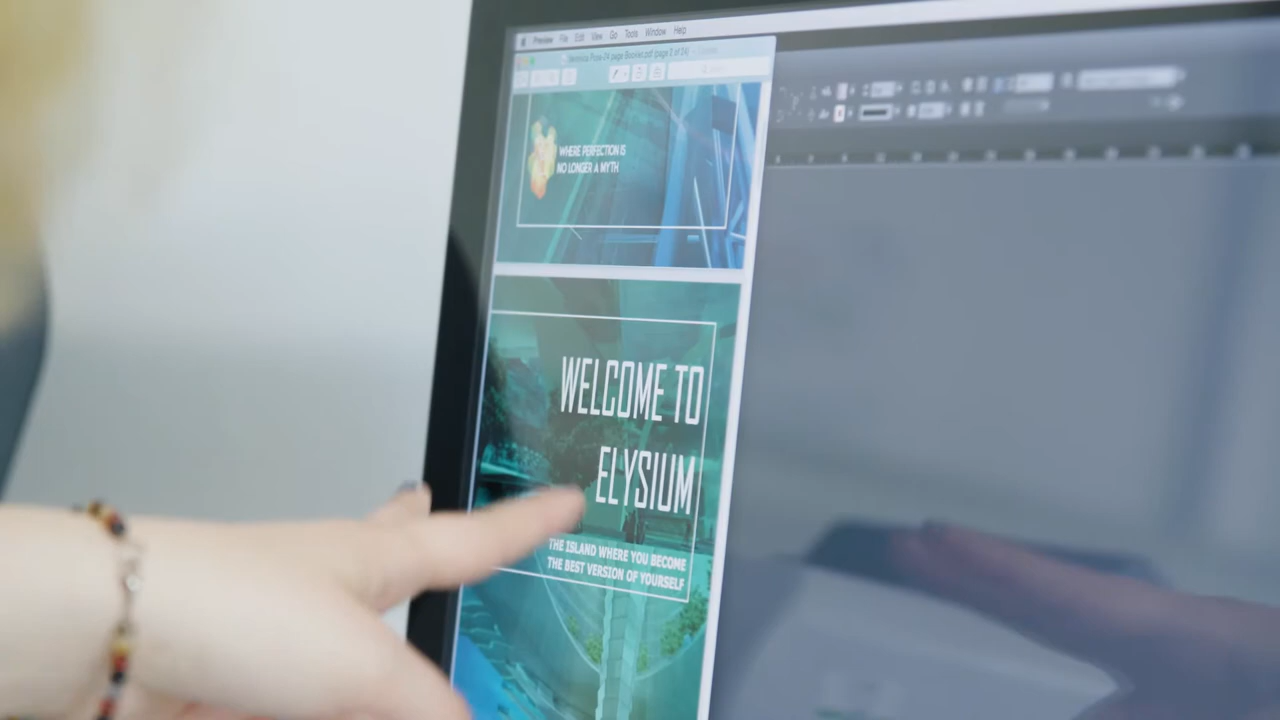 Preview File Edit View Go Tools Window Help
WHERE PERFECTION IS
NO LONGER A MYTH
WELCOME TO
ELYSIUM
THE ISLAND WHERE YOU BECOME
THE BEST VERSION OF YOURSELF